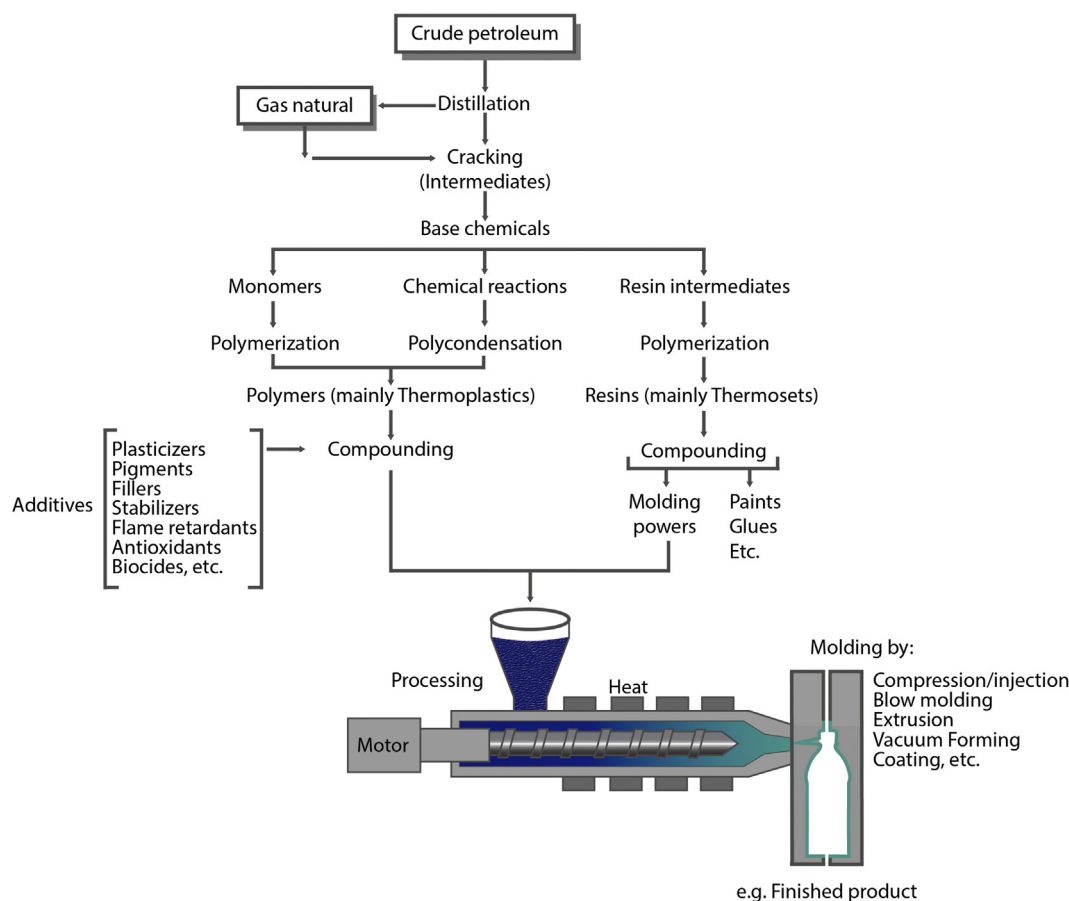 Crude petroleum
Gas natural
Distillation
Cracking
(Intermediates)
Base chemicals
Monomers
Chemical reactions
Resin intermediates
Polymerization
Polycondensation
Polymerization
Polymers (mainly Thermoplastics)
Resins (mainly Thermosets)
Additives
Plasticizers
Pigments
Fillers
Stabilizers
Flame retardants
Antioxidants
Biocides, etc.
Compounding
Compounding
Molding
powers
Paints
Glues
Etc.
Processing
Heat
Motor
Molding by:
Compression/injection
Blow molding
Extrusion
Vacuum Forming
Coating, etc.
e.g. Finished product